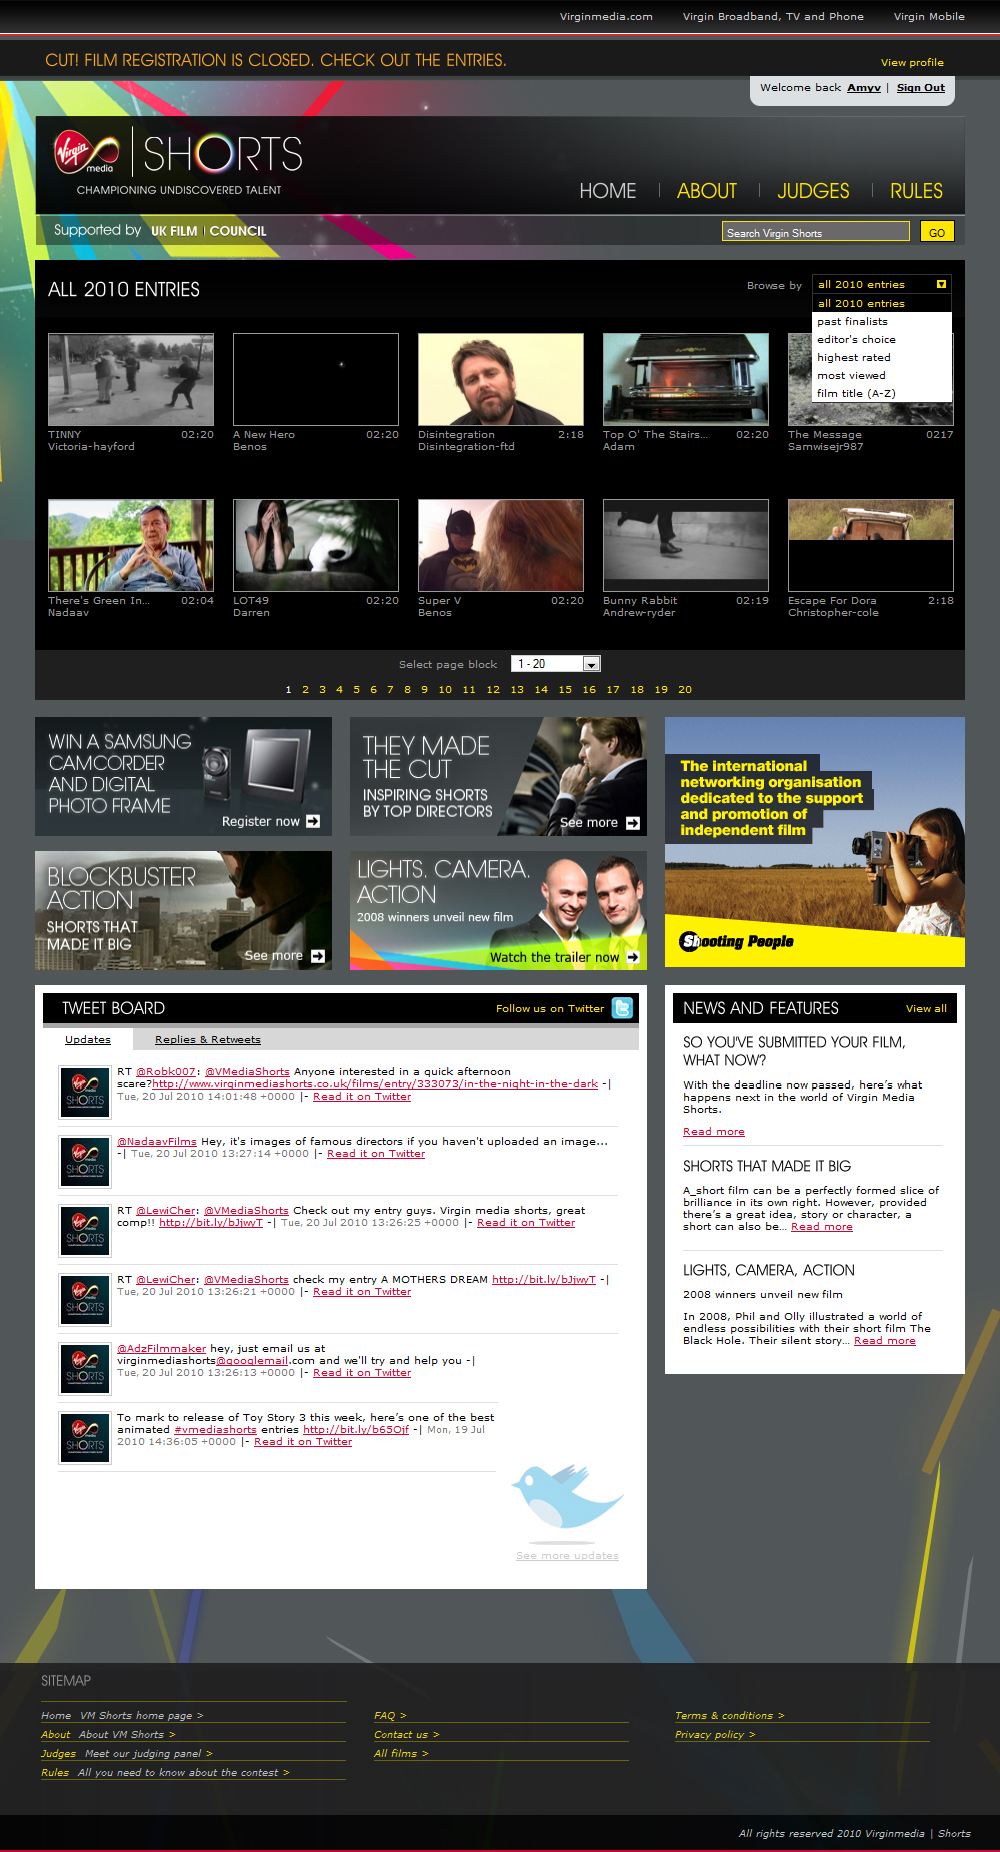 Virginmedia.com Virgin Broadband, TV and Phone Virgin Mobile
CUT! FILM REGISTRATION IS CLOSED. CHECK OUT THE ENTRIES.
View profile
Welcome back Amyv | Sign Out
Virgin media SHORTS
CHAMPIONING UNDISCOVERED TALENT
HOME ABOUT JUDGES RULES
Supported by UK FILM COUNCIL
Search Virgin Shorts GO
ALL 2010 ENTRIES
Browse by all 2010 entries
all 2010 entries
past finalists
editor's choice
highest rated
most viewed
film title (A-Z)
TINNY 02:20
Victoria-hayford
A New Hero 02:20
Benos
Disintegration 2:18
Disintegration-ftd
Top O' The Stairs... 02:20
Adam
The Message 0217
Samwisejr987
There's Green In... 02:04
Nadaav
LOT49 02:20
Darren
Super V 02:20
Benos
Bunny Rabbit 02:19
Andrew-ryder
Escape For Dora 2:18
Christopher-cole
Select page block 1 - 20
1 2 3 4 5 6 7 8 9 10 11 12 13 14 15 16 17 18 19 20
WIN A SAMSUNG
CAMCORDER
AND DIGITAL
PHOTO FRAME
Register now
THEY MADE
THE CUT
INSPIRING SHORTS
BY TOP DIRECTORS
See more
The international
networking organisation
dedicated to the support
and promotion of
independent film
Shooting People
BLOCKBUSTER
ACTION
SHORTS THAT
MADE IT BIG
See more
LIGHTS. CAMERA.
ACTION
2008 winners unveil new film
Watch the trailer now
TWEET BOARD
Follow us on Twitter
Updates Replies & Retweets
RT @Robk007: @VMediaShorts Anyone interested in a quick afternoon
scare?http://www.virginmediashorts.co.uk/films/entry/333073/in-the-night-in-the-dark -|
Tue, 20 Jul 2010 14:01:48 +0000 |- Read it on Twitter
@NadaavFilms Hey, it's images of famous directors if you haven't uploaded an image...
-| Tue, 20 Jul 2010 13:27:14 +0000 |- Read it on Twitter
RT @LewiCher: @VMediaShorts Check out my entry guys. Virgin media shorts, great
comp!! http://bit.ly/bJjwyT -| Tue, 20 Jul 2010 13:26:25 +0000 |- Read it on Twitter
RT @LewiCher: @VMediaShorts check my entry A MOTHERS DREAM http://bit.ly/bJjwyT -|
Tue, 20 Jul 2010 13:26:21 +0000 |- Read it on Twitter
@AdzFilmmaker hey, just email us at
virginmediashorts@googlemail.com and we'll try and help you -|
Tue, 20 Jul 2010 13:26:13 +0000 |- Read it on Twitter
To mark to release of Toy Story 3 this week, here's one of the best
animated #vmediashorts entries http://bit.ly/b65Ojf -| Mon, 19 Jul
2010 14:36:05 +0000 |- Read it on Twitter
See more updates
NEWS AND FEATURES View all
SO YOU'VE SUBMITTED YOUR FILM,
WHAT NOW?
With the deadline now passed, here's what
happens next in the world of Virgin Media
Shorts.
Read more
SHORTS THAT MADE IT BIG
A_short film can be a perfectly formed slice of
brilliance in its own right. However, provided
there's a great idea, story or character, a
short can also be... Read more
LIGHTS, CAMERA, ACTION
2008 winners unveil new film
In 2008, Phil and Olly illustrated a world of
endless possibilities with their short film The
Black Hole. Their silent story... Read more
SITEMAP
Home VM Shorts home page >
About About VM Shorts >
Judges Meet our judging panel >
Rules All you need to know about the contest >
FAQ >
Contact us >
All films >
Terms & conditions >
Privacy policy >
All rights reserved 2010 Virginmedia | Shorts